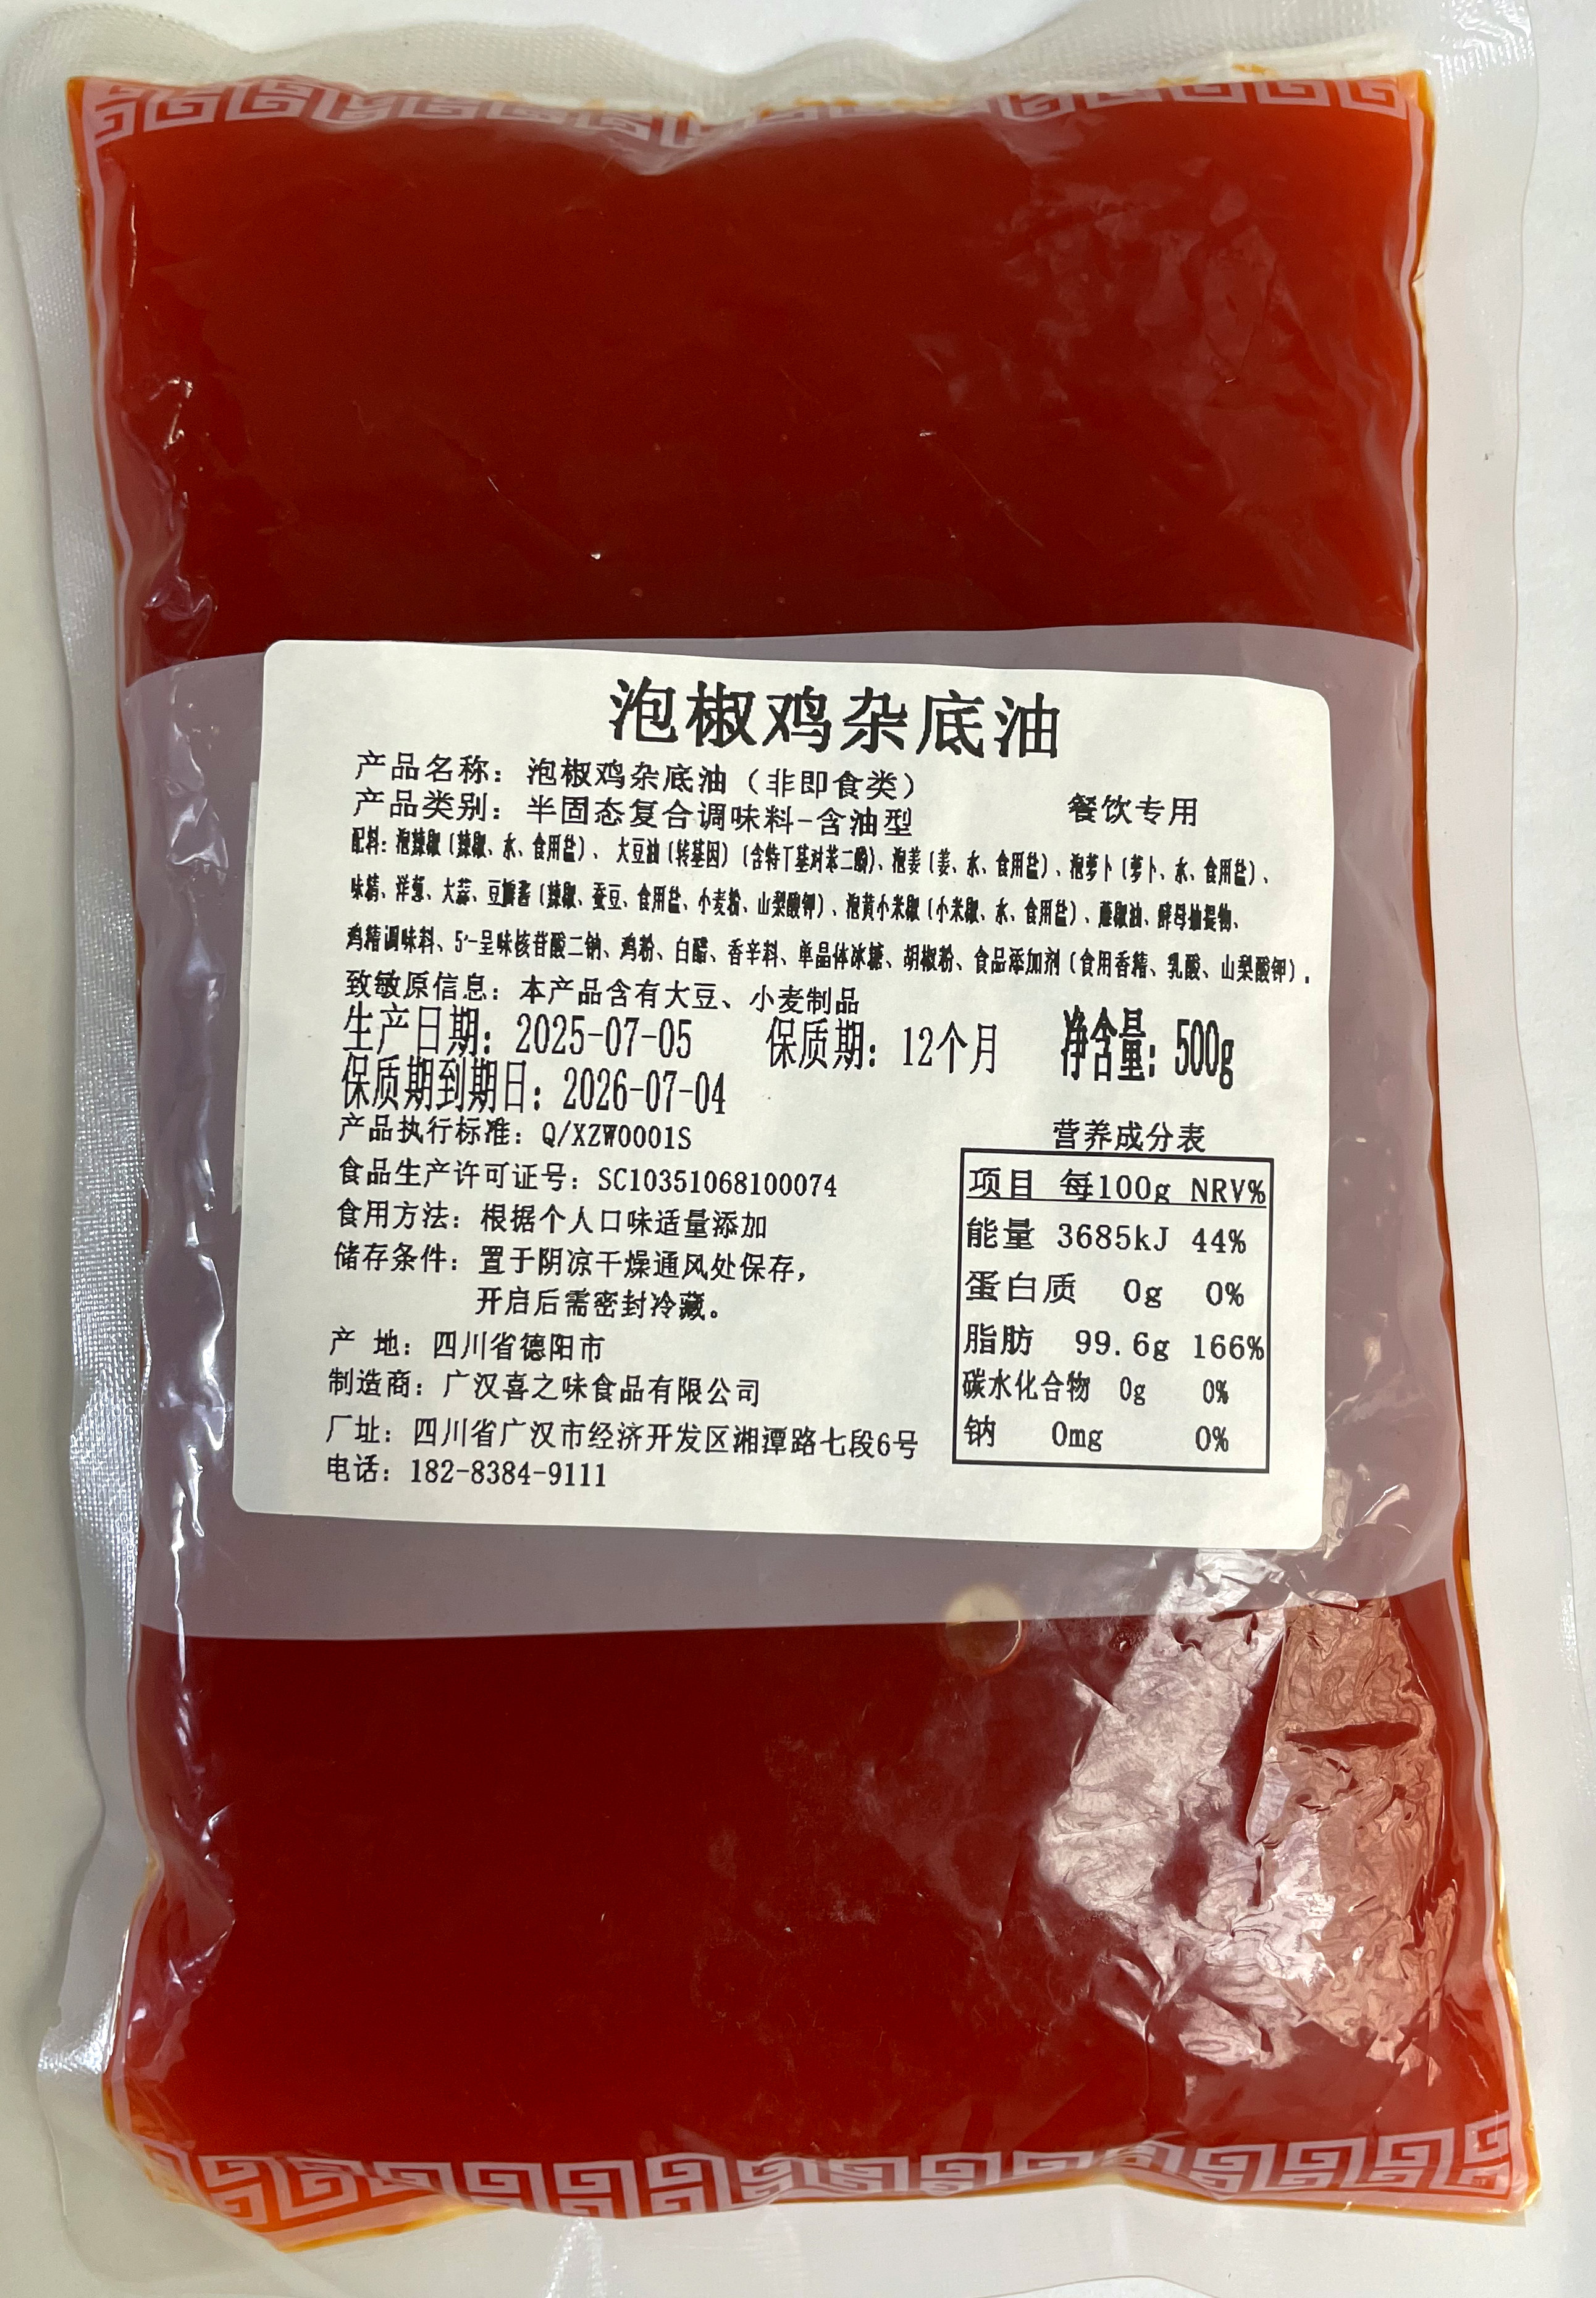 泡椒鸡杂底油
产品名称：泡椒鸡杂底油（非即食类）
产品类别：半固态复合调味料-含油型
餐饮专用
配料：泡辣椒（辣椒、水、食用盐）、大豆油（转基因）（含特丁基对苯二酚）、泡姜（姜、水、食用盐）、泡萝卜（萝卜、水、食用盐）、
味精、洋葱、大蒜、豆瓣酱（辣椒、蚕豆、食用盐、小麦粉、山梨酸钾）、泡黄小米椒（小米椒、水、食用盐）、藤椒油、酵母抽提物、
鸡精调味料、5′-呈味核苷酸二钠、鸡粉、白醋、香辛料、单晶体冰糖、胡椒粉、食品添加剂（食用香精、乳酸、山梨酸钾）。
致敏原信息：本产品含有大豆、小麦制品
生产日期：2025-07-05 保质期：12个月 净含量：500g
保质期到期日：2026-07-04
产品执行标准：Q/XZW0001S
食品生产许可证号：SC10351068100074
食用方法：根据个人口味适量添加
储存条件：置于阴凉干燥通风处保存，
开启后需密封冷藏。
产 地：四川省德阳市
制造商：广汉喜之味食品有限公司
厂址：四川省广汉市经济开发区湘潭路七段6号
电话：182-8384-9111
营养成分表
项目 每100g NRV%
能量 3685kJ 44%
蛋白质 0g 0%
脂肪 99.6g 166%
碳水化合物 0g 0%
钠 0mg 0%